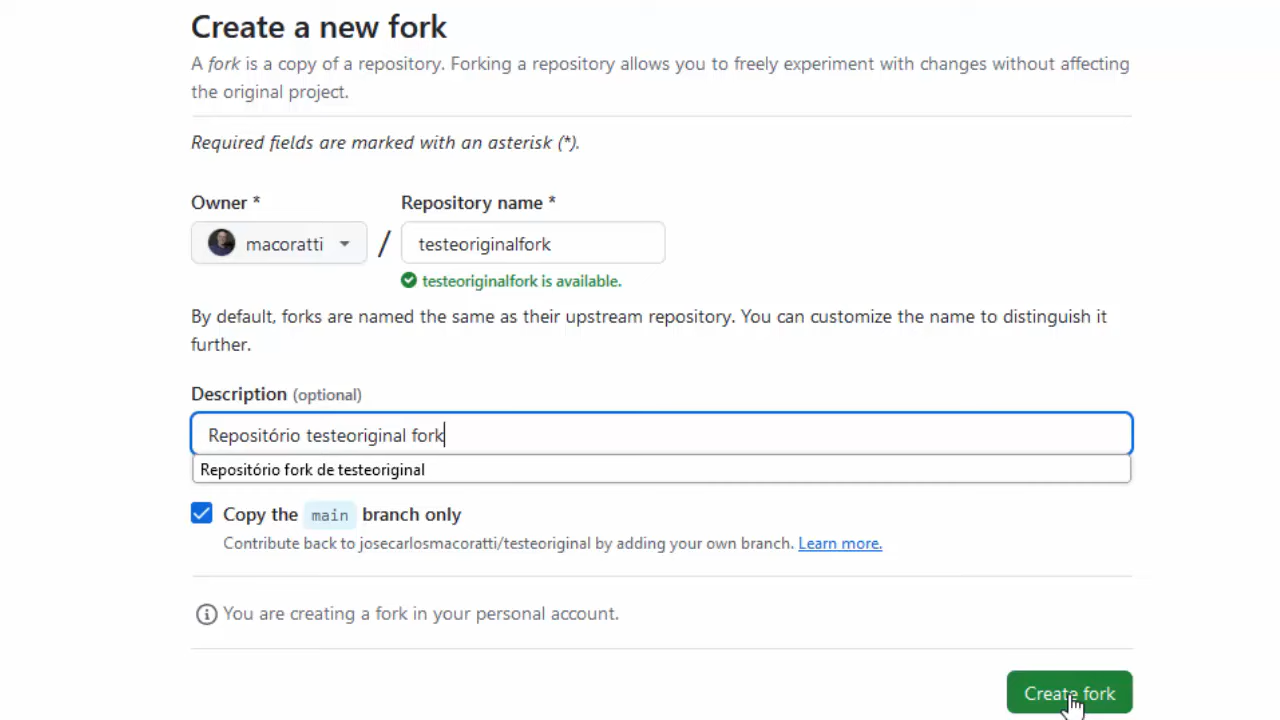 Create a new fork
A fork is a copy of a repository. Forking a repository allows you to freely experiment with changes without affecting
the original project.
Required fields are marked with an asterisk (*).
Owner *
Repository name *
macoratti
/
testeoriginalfork
testeoriginalfork is available.
By default, forks are named the same as their upstream repository. You can customize the name to distinguish it
further.
Description (optional)
Repositório testeoriginal fork
Repositório fork de testeoriginal
Copy the main branch only
Contribute back to josecarlosmacoratti/testeoriginal by adding your own branch. Learn more.
You are creating a fork in your personal account.
Create fork